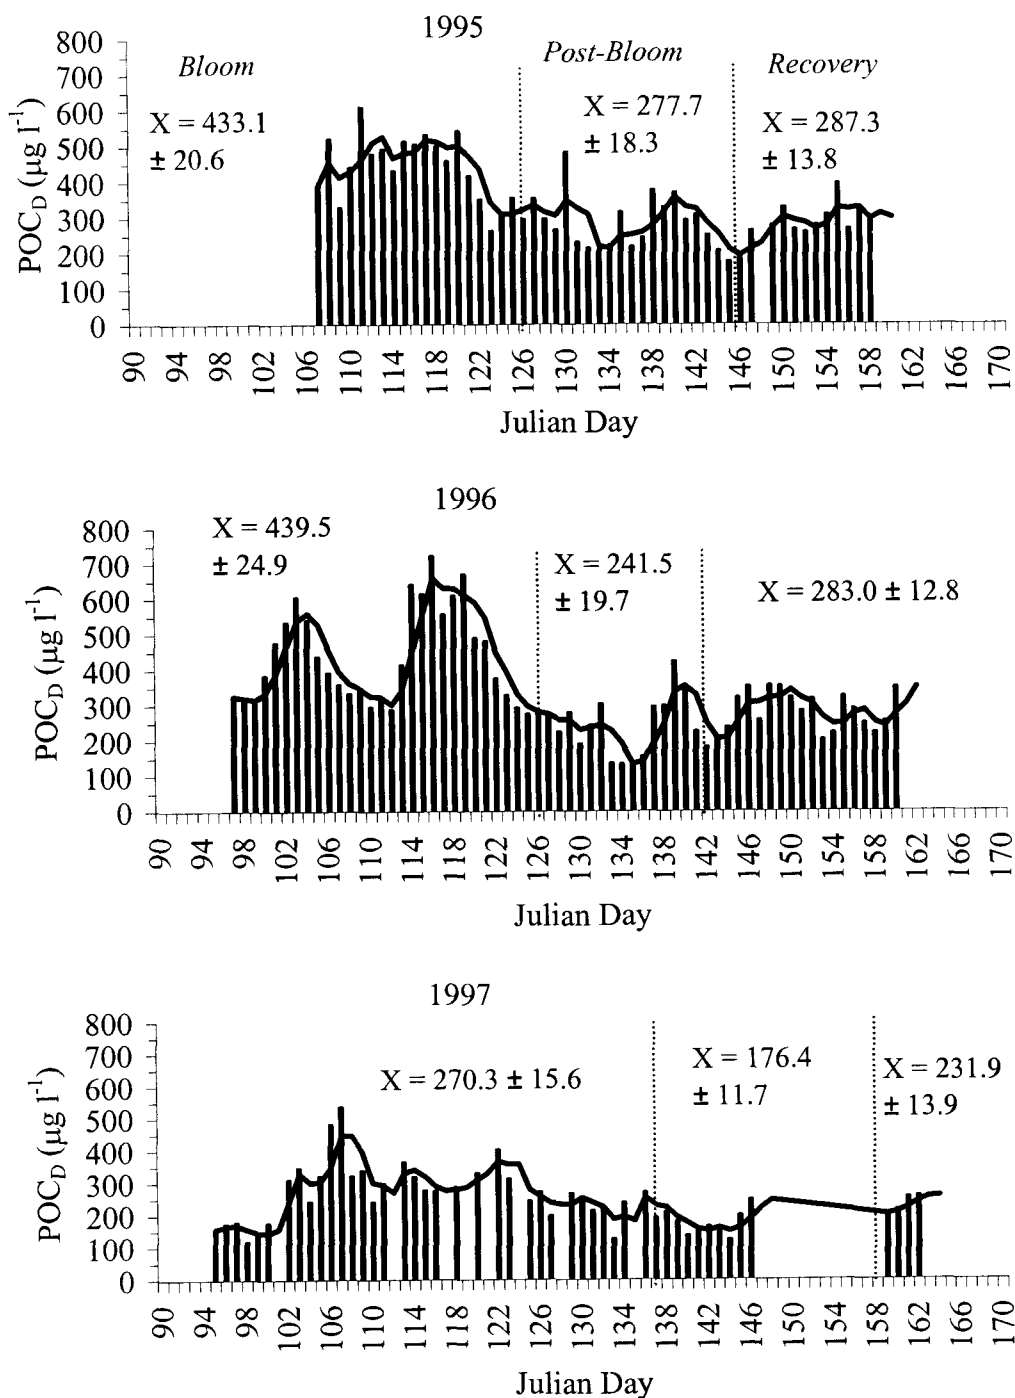 1995
800
700
600
500
400
300
200
100
0
POC_D (µg l⁻¹)
Bloom
Post-Bloom
Recovery
X = 433.1
± 20.6
X = 277.7
± 18.3
X = 287.3
± 13.8
90 94 98 102 106 110 114 118 122 126 130 134 138 142 146 150 154 159 162 166 170
Julian Day
1996
800
700
600
500
400
300
200
100
0
POC_D (µg l⁻¹)
X = 439.5
± 24.9
X = 241.5
± 19.7
X = 283.0 ± 12.8
90 94 98 102 106 110 114 118 122 126 130 134 138 142 146 150 154 158 162 166 170
Julian Day
1997
800
700
600
500
400
300
200
100
0
POC_D (µg l⁻¹)
X = 270.3 ± 15.6
X = 176.4
± 11.7
X = 231.9
± 13.9
90 94 98 102 106 110 114 118 122 126 130 134 138 142 146 150 154 158 162 166 170
Julian Day